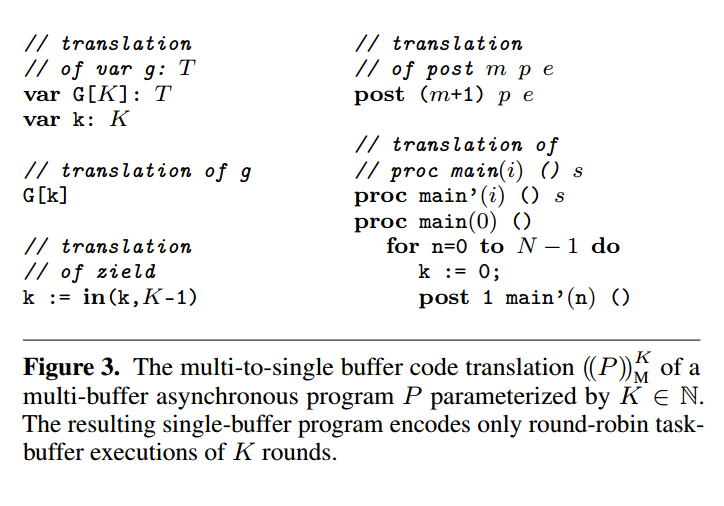 // translation
// of var g: T
var G[K]: T
var k: K
// translation of g
G[k]
// translation
// of zield
k := in(k,K-1)
// translation
// of post m p e
post (m+1) p e
// translation of
// proc main(i) () s
proc main’(i) () s
proc main(0) ()
for n=0 to N − 1 do
k := 0;
post 1 main’(n) ()
Figure 3. The multi-to-single buffer code translation ((P))ᴷ_M of a
multi-buffer asynchronous program P parameterized by K ∈ ℕ.
The resulting single-buffer program encodes only round-robin task-
buffer executions of K rounds.